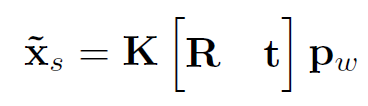 x̃ₛ = K [R t] p_w